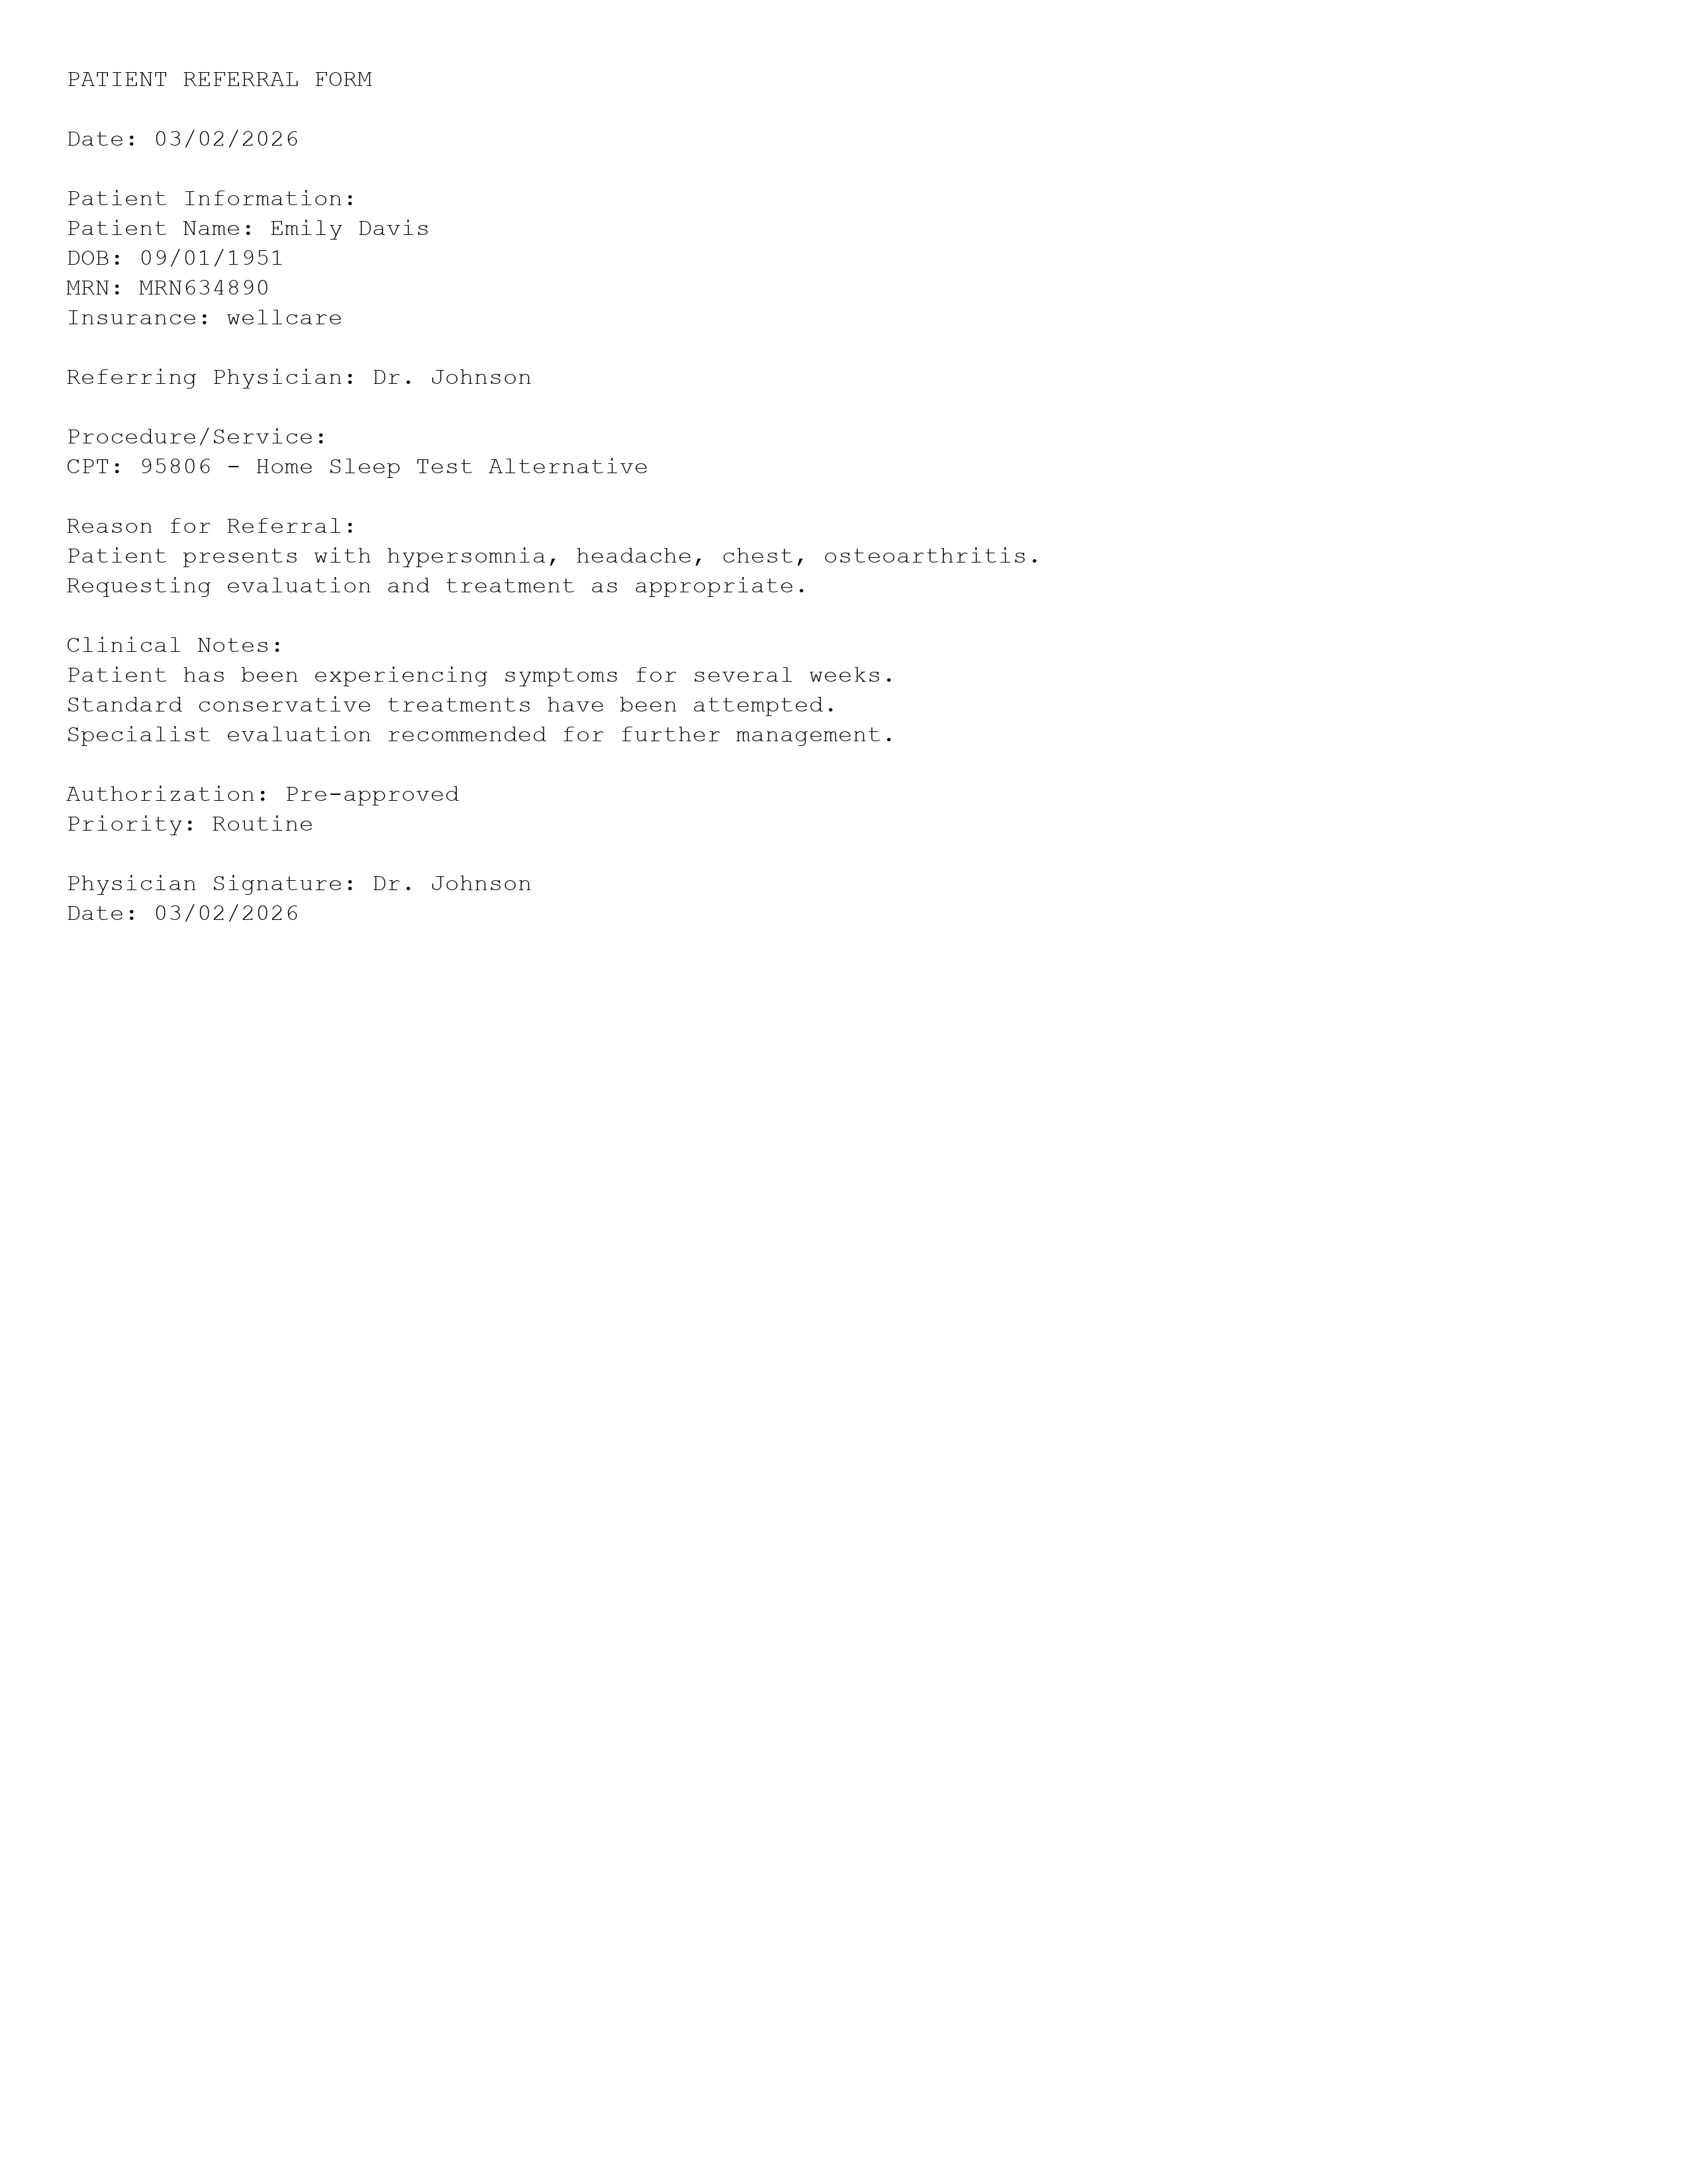 PATIENT REFERRAL FORM
Date: 03/02/2026
Patient Information:
Patient Name: Emily Davis
DOB: 09/01/1951
MRN: MRN634890
Insurance: wellcare
Referring Physician: Dr. Johnson
Procedure/Service:
CPT: 95806 - Home Sleep Test Alternative
Reason for Referral:
Patient presents with hypersomnia, headache, chest, osteoarthritis.
Requesting evaluation and treatment as appropriate.
Clinical Notes:
Patient has been experiencing symptoms for several weeks.
Standard conservative treatments have been attempted.
Specialist evaluation recommended for further management.
Authorization: Pre-approved
Priority: Routine
Physician Signature: Dr. Johnson
Date: 03/02/2026